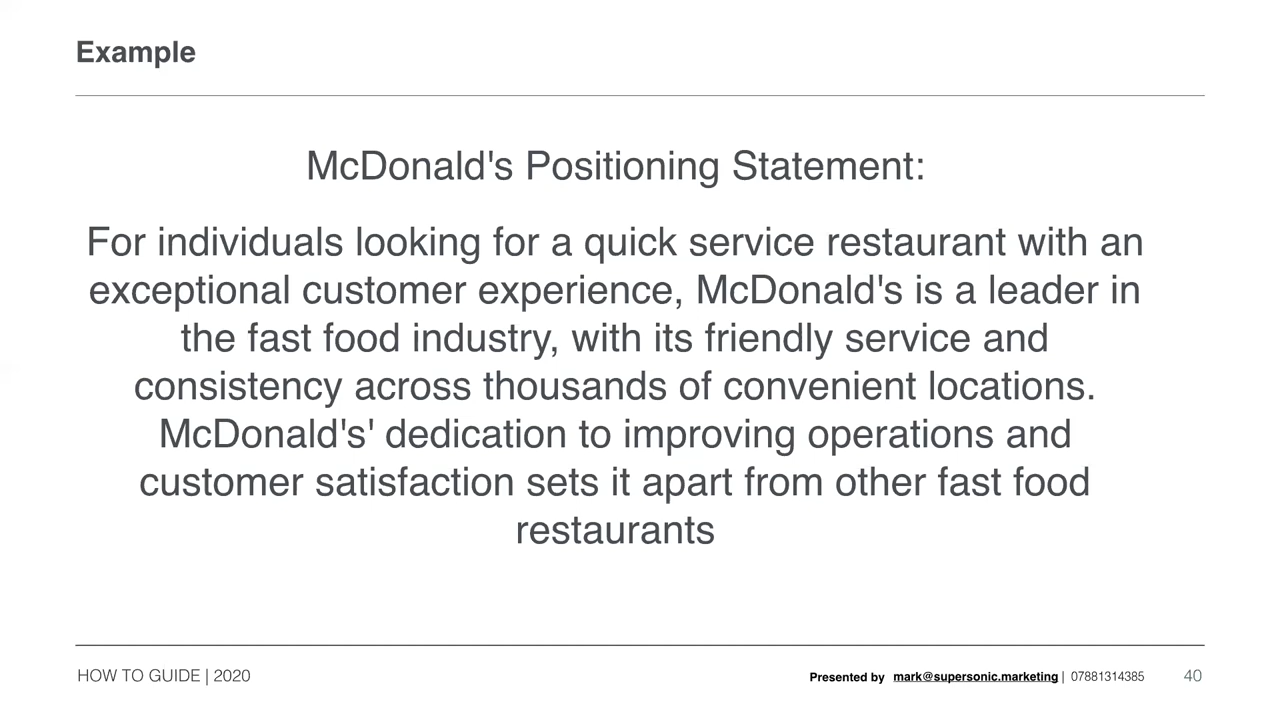 Example
McDonald's Positioning Statement:
For individuals looking for a quick service restaurant with an
exceptional customer experience, McDonald's is a leader in
the fast food industry, with its friendly service and
consistency across thousands of convenient locations.
McDonald's' dedication to improving operations and
customer satisfaction sets it apart from other fast food
restaurants
HOW TO GUIDE | 2020
Presented by mark@supersonic.marketing | 07881314385
40